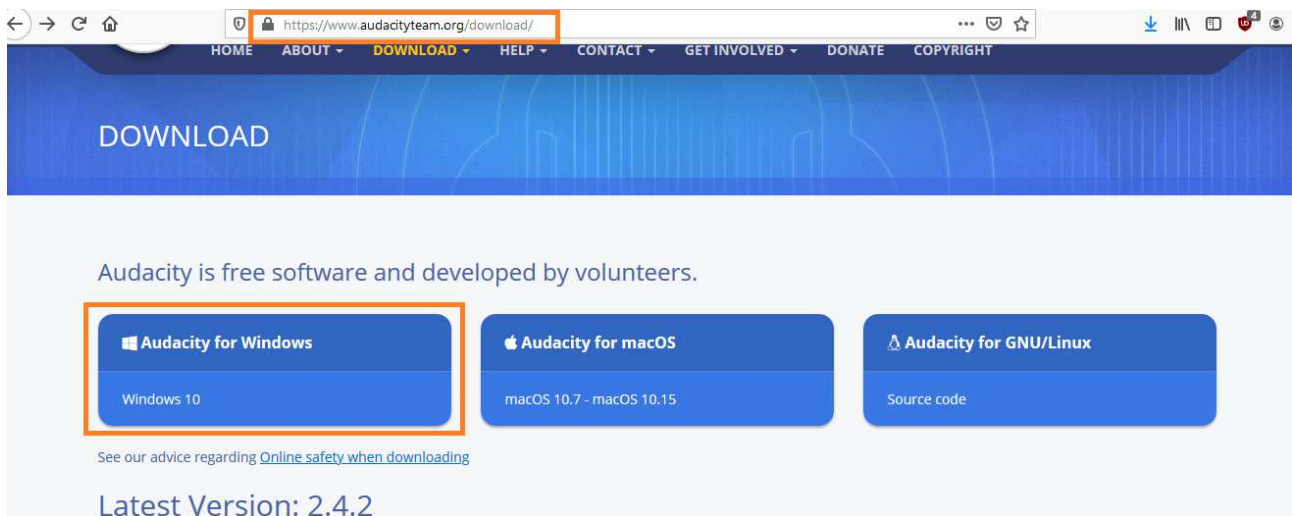 https://www.audacityteam.org/download/
4
HOME ABOUT DOWNLOAD HELP CONTACT GET INVOLVED DONATE COPYRIGHT
DOWNLOAD
Audacity is free software and developed by volunteers.
Audacity for Windows
Windows 10
Audacity for macOS
macOS 10.7 - macOS 10.15
Audacity for GNU/Linux
Source code
See our advice regarding Online safety when downloading
Latest Version: 2.4.2